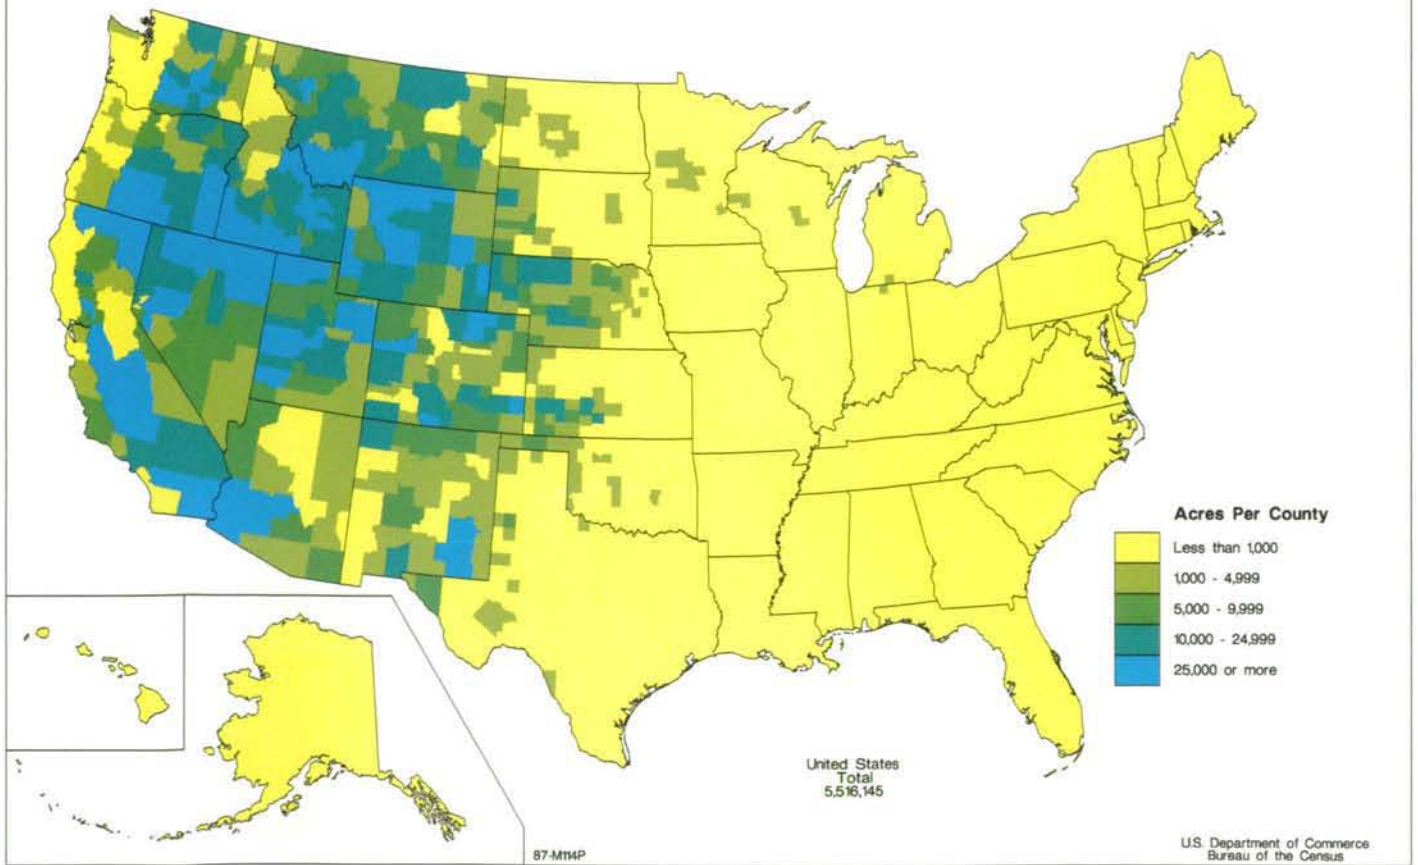 Acres Per County
Less than 1,000
1,000 - 4,999
5,000 - 9,999
10,000 - 24,999
25,000 or more
United States
Total
5,516,145
87-M114P
U.S. Department of Commerce
Bureau of the Census